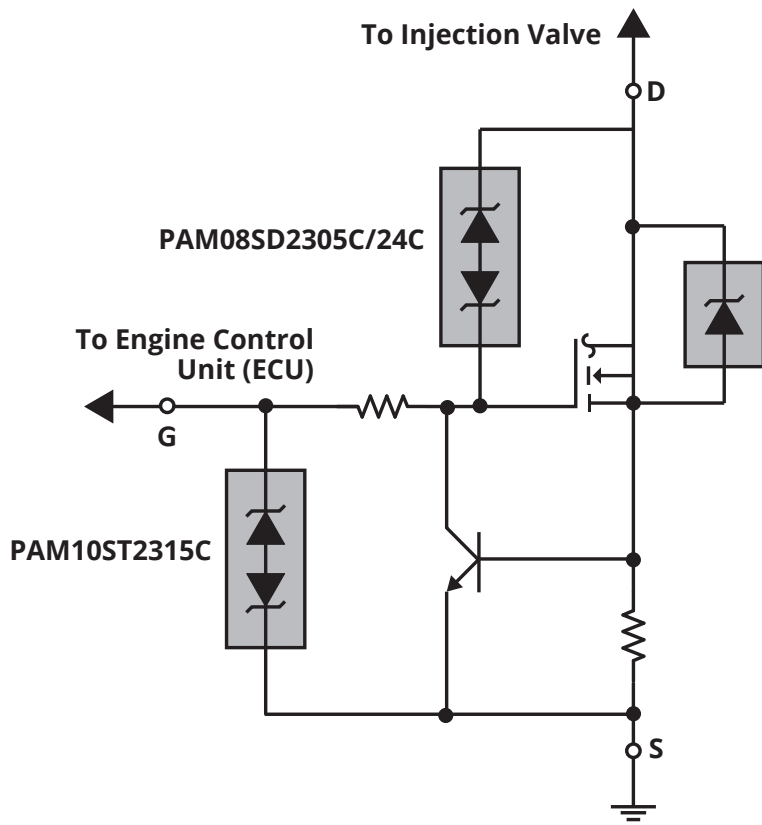 To Injection Valve
D
PAM08SD2305C/24C
To Engine Control
Unit (ECU)
G
PAM10ST2315C
S